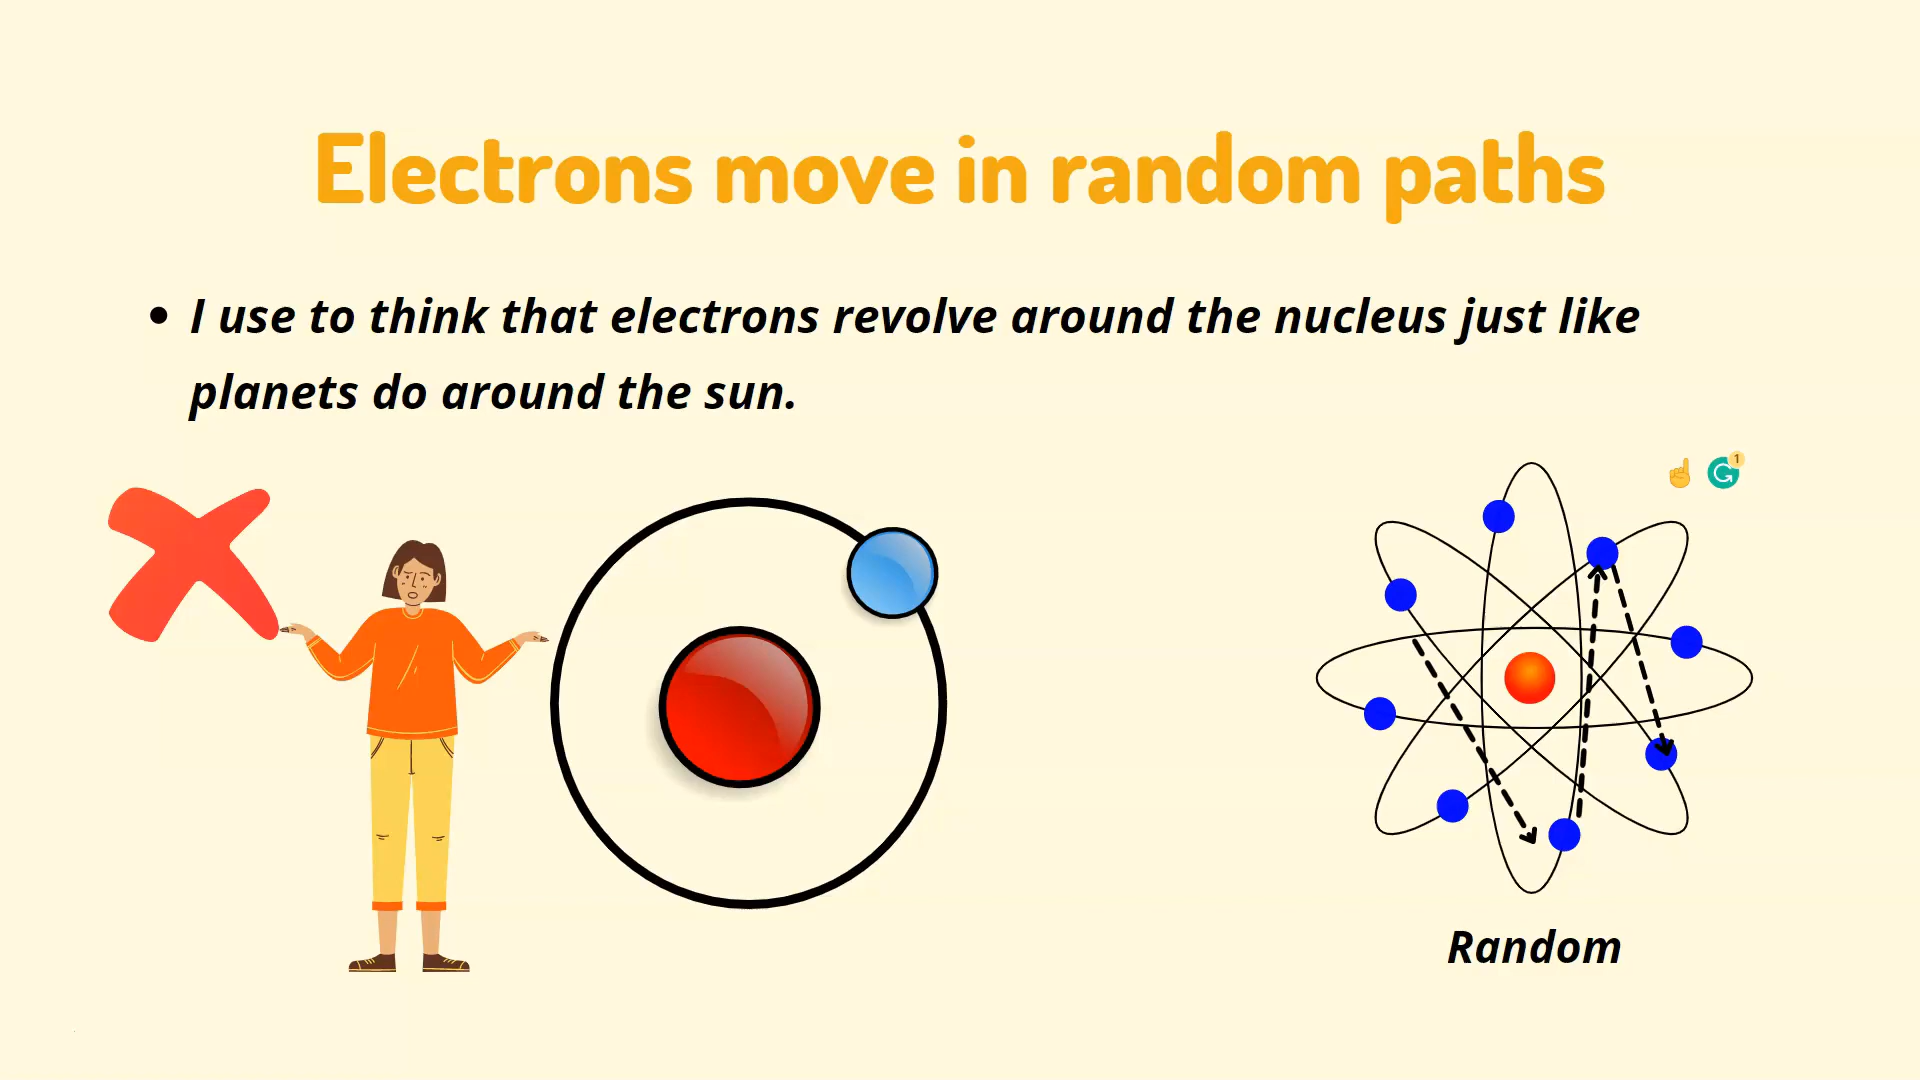 Electrons move in random paths
• I use to think that electrons revolve around the nucleus just like
planets do around the sun.
1
Random